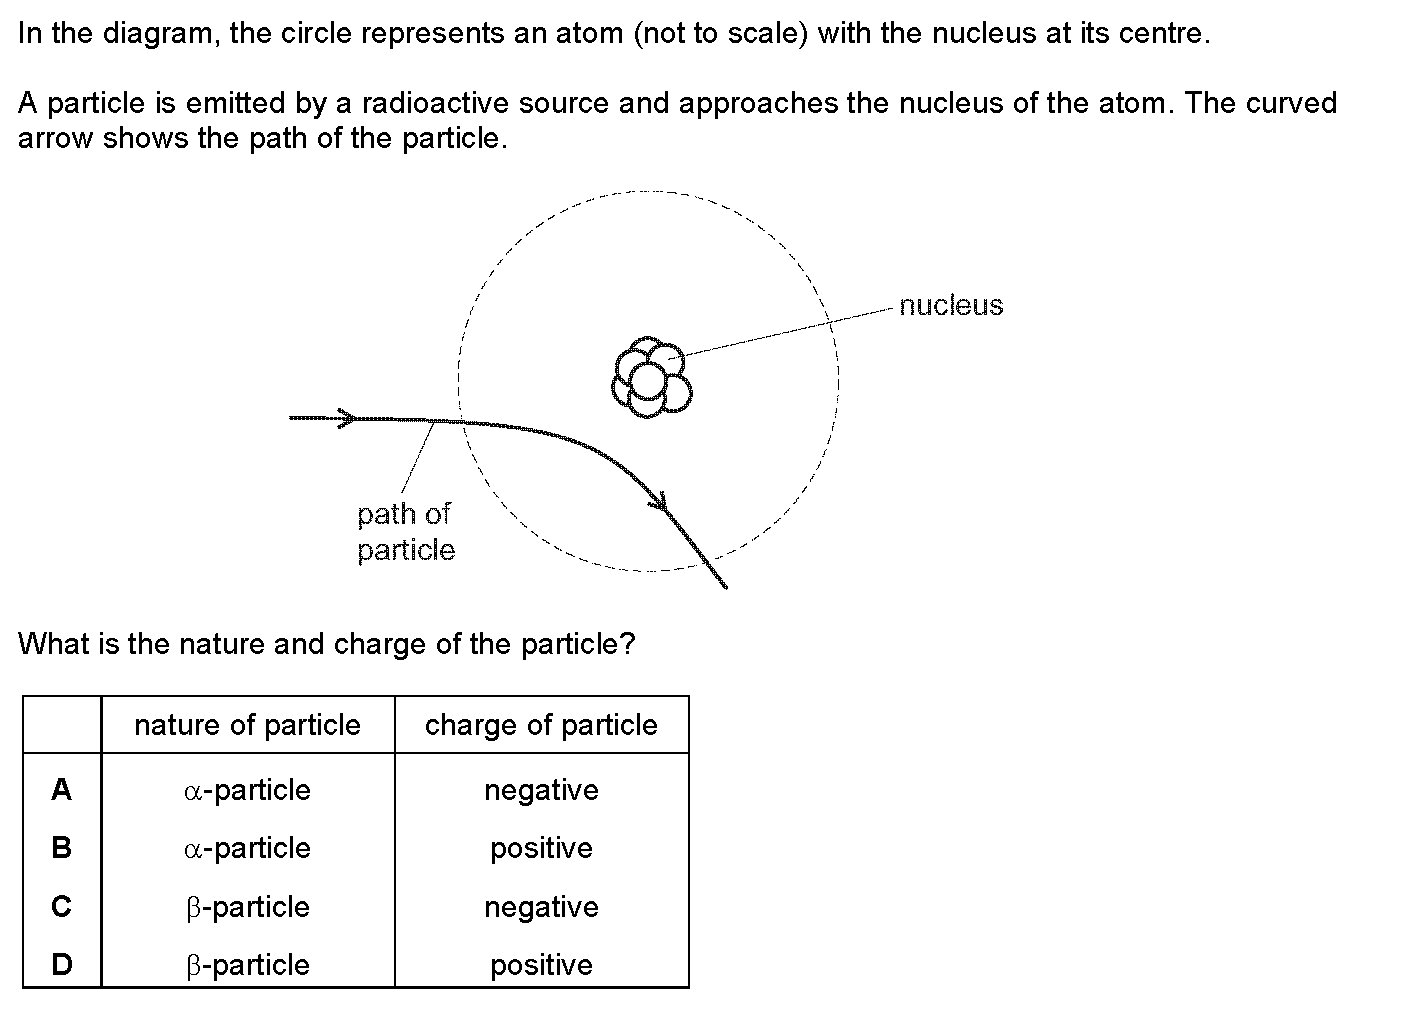 In the diagram, the circle represents an atom (not to scale) with the nucleus at its centre.
A particle is emitted by a radioactive source and approaches the nucleus of the atom. The curved
arrow shows the path of the particle.
nucleus
path of
particle
What is the nature and charge of the particle?
nature of particle charge of particle
A α-particle negative
B α-particle positive
C β-particle negative
D β-particle positive